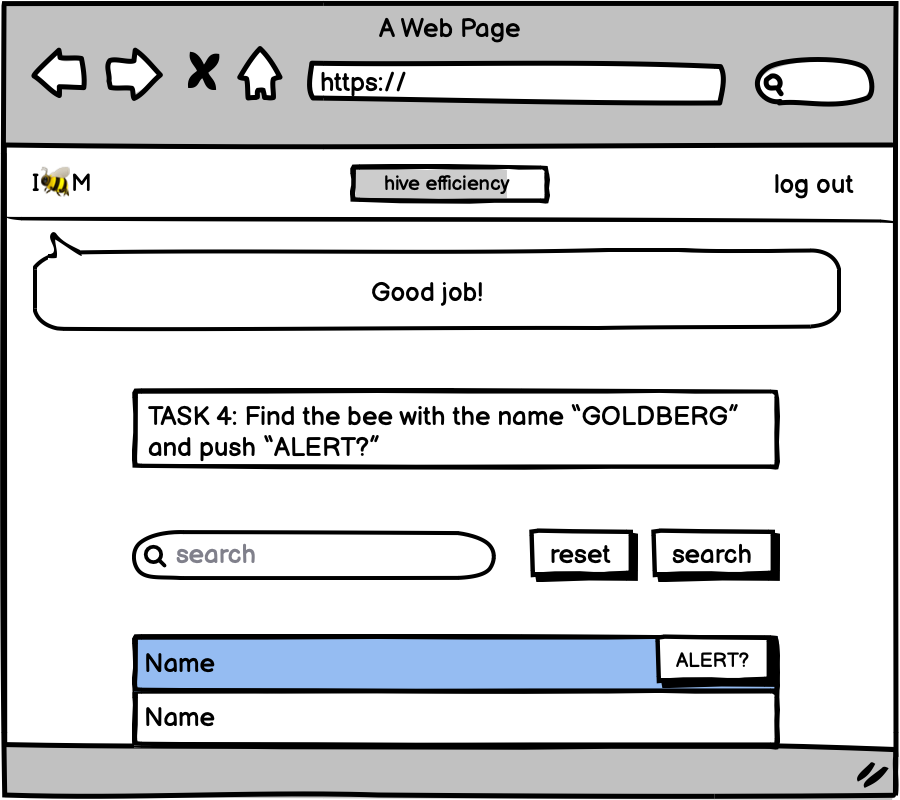 A Web Page
https://
I🐝M
hive efficiency
log out
Good job!
TASK 4: Find the bee with the name “GOLDBERG”
and push “ALERT?”
search
reset
search
Name
ALERT?
Name